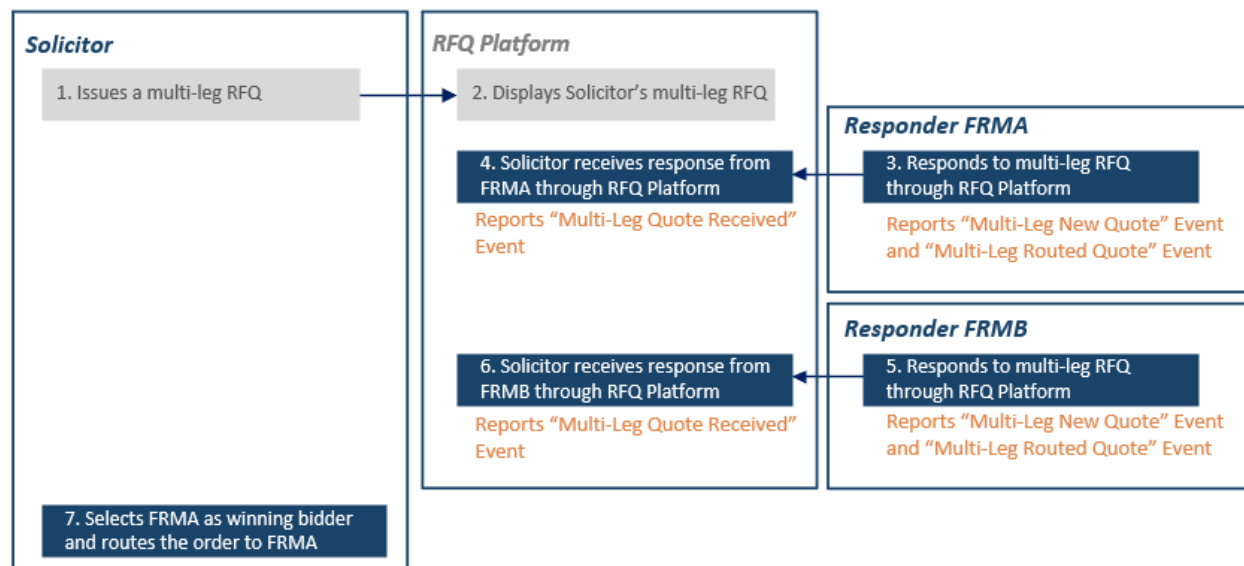 Solicitor
1. Issues a multi-leg RFQ
RFQ Platform
2. Displays Solicitor's multi-leg RFQ
Responder FRMA
3. Responds to multi-leg RFQ
through RFQ Platform
Reports “Multi-Leg New Quote” Event
and “Multi-Leg Routed Quote” Event
4. Solicitor receives response from
FRMA through RFQ Platform
Reports “Multi-Leg Quote Received”
Event
Responder FRMB
5. Responds to multi-leg RFQ
through RFQ Platform
Reports “Multi-Leg New Quote” Event
and “Multi-Leg Routed Quote” Event
6. Solicitor receives response from
FRMB through RFQ Platform
Reports “Multi-Leg Quote Received”
Event
7. Selects FRMA as winning bidder
and routes the order to FRMA